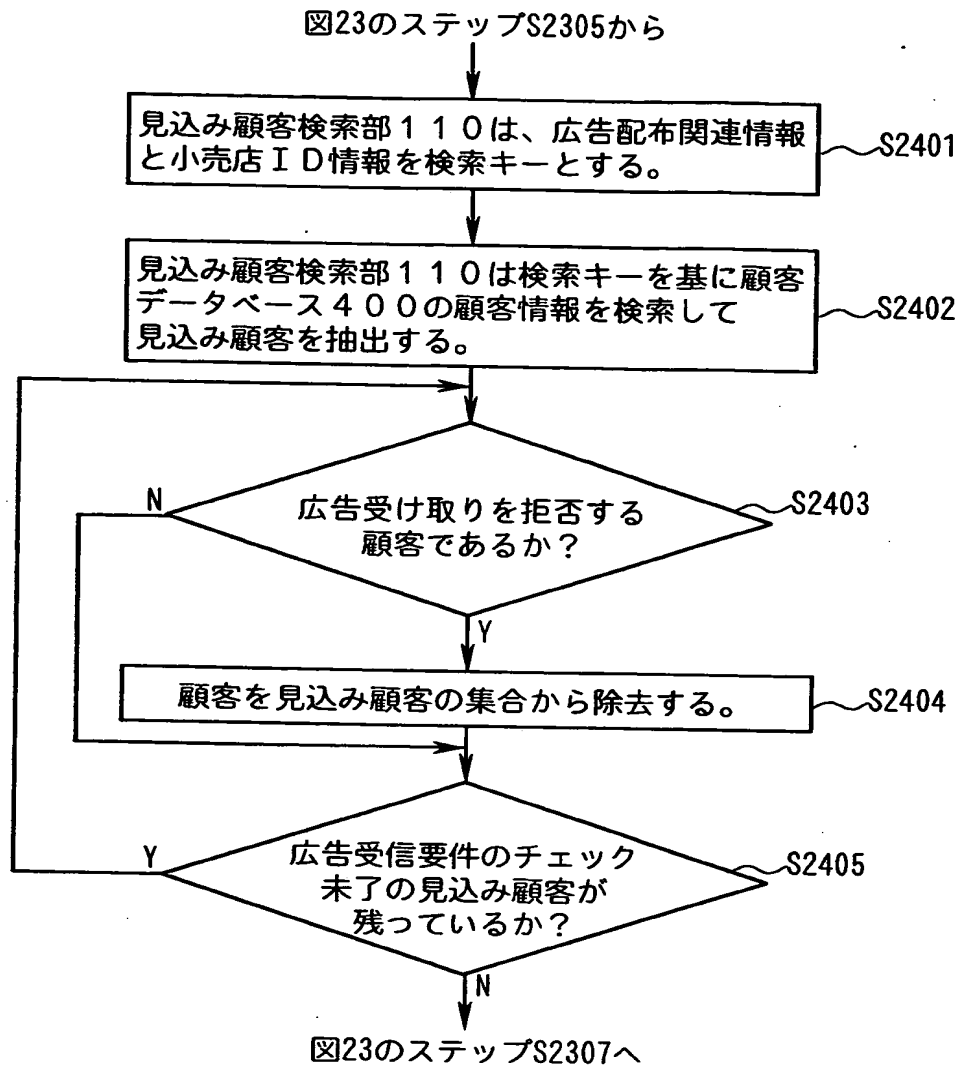 図23のステップS2305から
見込み顧客検索部１１０は、広告配布関連情報
と小売店ＩＤ情報を検索キーとする。
S2401
見込み顧客検索部１１０は検索キーを基に顧客
データベース４００の顧客情報を検索して
見込み顧客を抽出する。
S2402
N
広告受け取りを拒否する
顧客であるか？
S2403
Y
顧客を見込み顧客の集合から除去する。
S2404
Y
広告受信要件のチェック
未了の見込み顧客が
残っているか？
S2405
N
図23のステップS2307へ